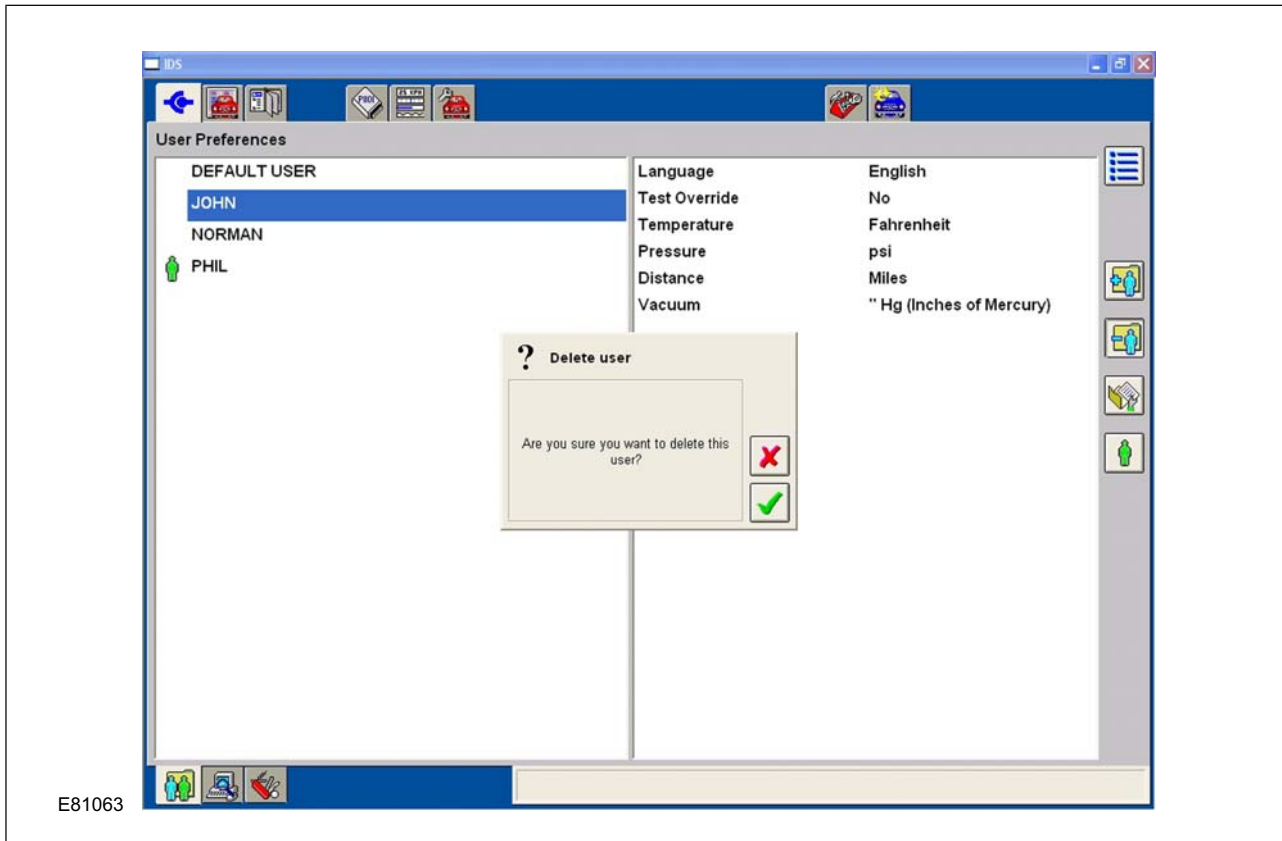 IDS
User Preferences
DEFAULT USER
JOHN
NORMAN
PHIL
Language English
Test Override No
Temperature Fahrenheit
Pressure psi
Distance Miles
Vacuum " Hg (Inches of Mercury)
? Delete user
Are you sure you want to delete this
user?
E81063